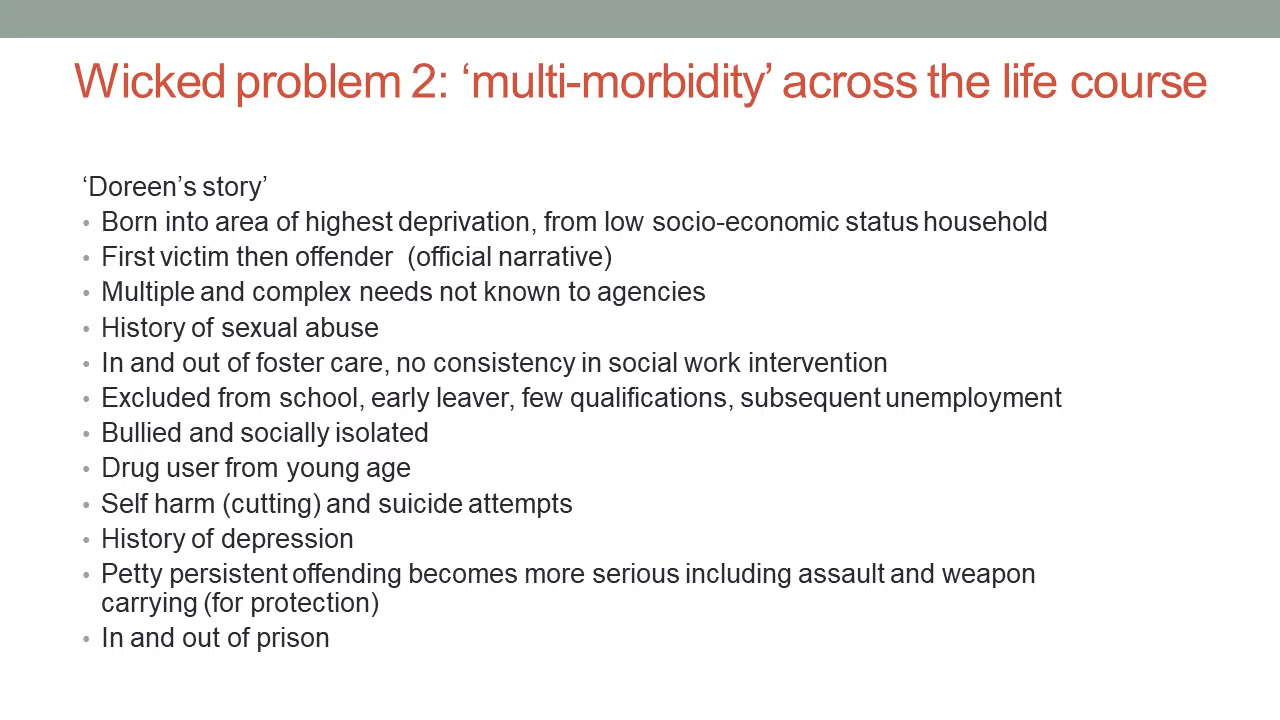 Wicked problem 2: ‘multi-morbidity’ across the life course
‘Doreen’s story’
• Born into area of highest deprivation, from low socio-economic status household
• First victim then offender  (official narrative)
• Multiple and complex needs not known to agencies
• History of sexual abuse
• In and out of foster care, no consistency in social work intervention
• Excluded from school, early leaver, few qualifications, subsequent unemployment
• Bullied and socially isolated
• Drug user from young age
• Self harm (cutting) and suicide attempts
• History of depression
• Petty persistent offending becomes more serious including assault and weapon
carrying (for protection)
• In and out of prison